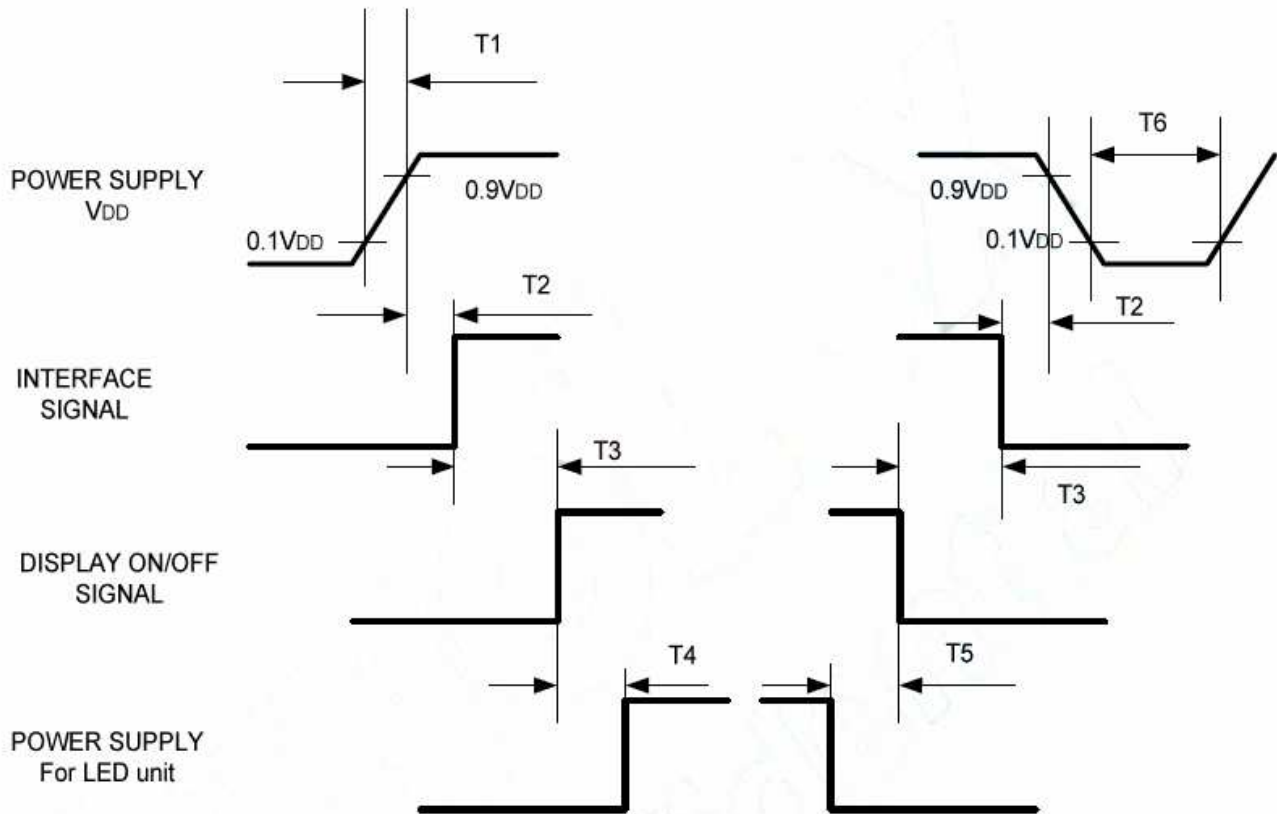 T1
T6
POWER SUPPLY
VDD
0.9VDD
0.9VDD
0.1VDD
0.1VDD
T2
T2
INTERFACE
SIGNAL
T3
T3
DISPLAY ON/OFF
SIGNAL
T4
T5
POWER SUPPLY
For LED unit